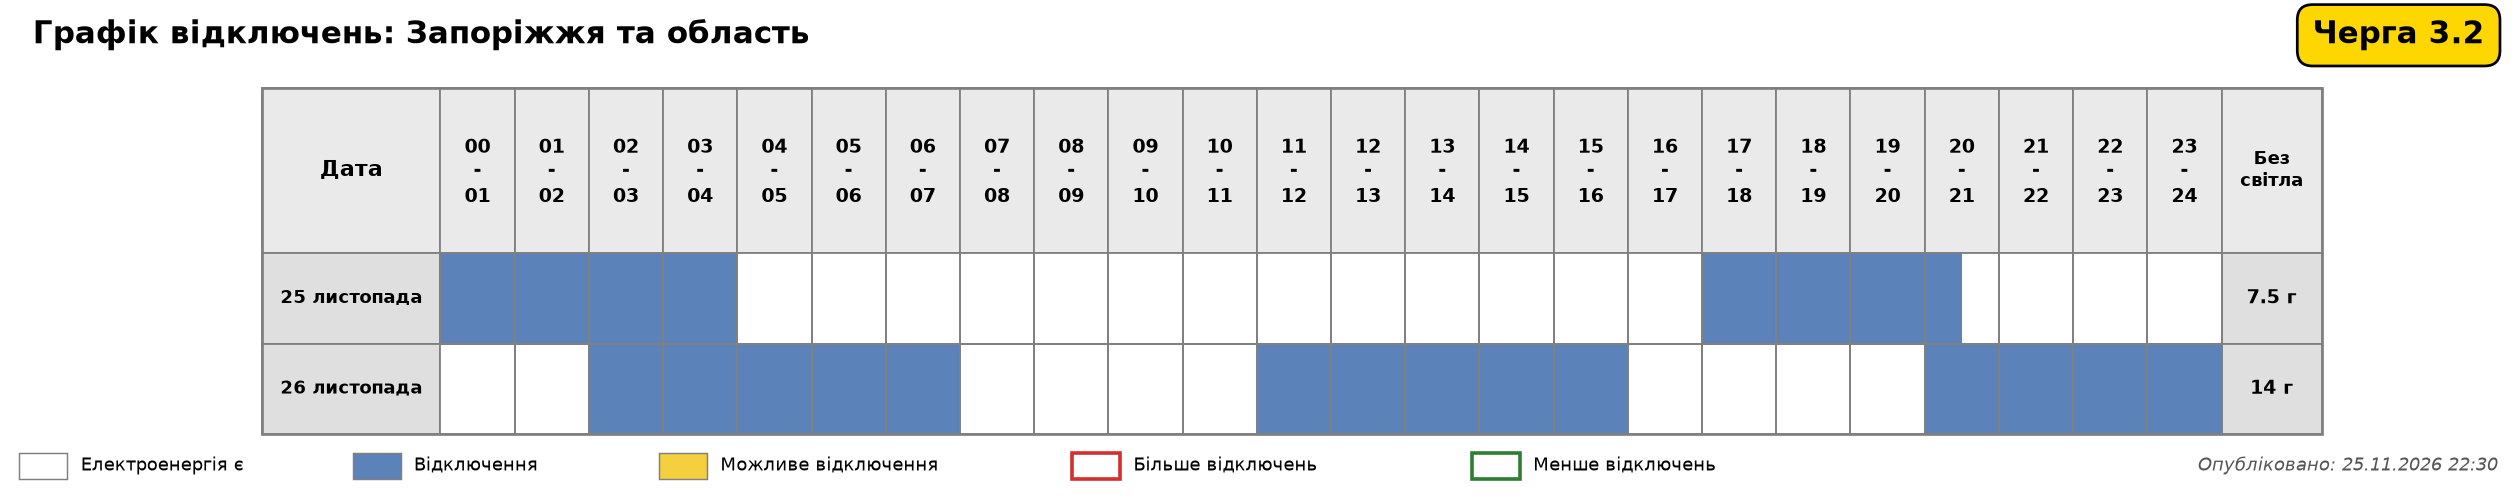 Графік відключень: Запоріжжя та область
Черга 3.2
Дата 00 - 01 01 - 02 02 - 03 03 - 04 04 - 05 05 - 06 06 - 07 07 - 08 08 - 09 09 - 10 10 - 11 11 - 12 12 - 13 13 - 14 14 - 15 15 - 16 16 - 17 17 - 18 18 - 19 19 - 20 20 - 21 21 - 22 22 - 23 23 - 24 Без світла
25 листопада 7.5 г
26 листопада 14 г
Електроенергія є Відключення Можливе відключення Більше відключень Менше відключень
Опубліковано: 25.11.2026 22:30